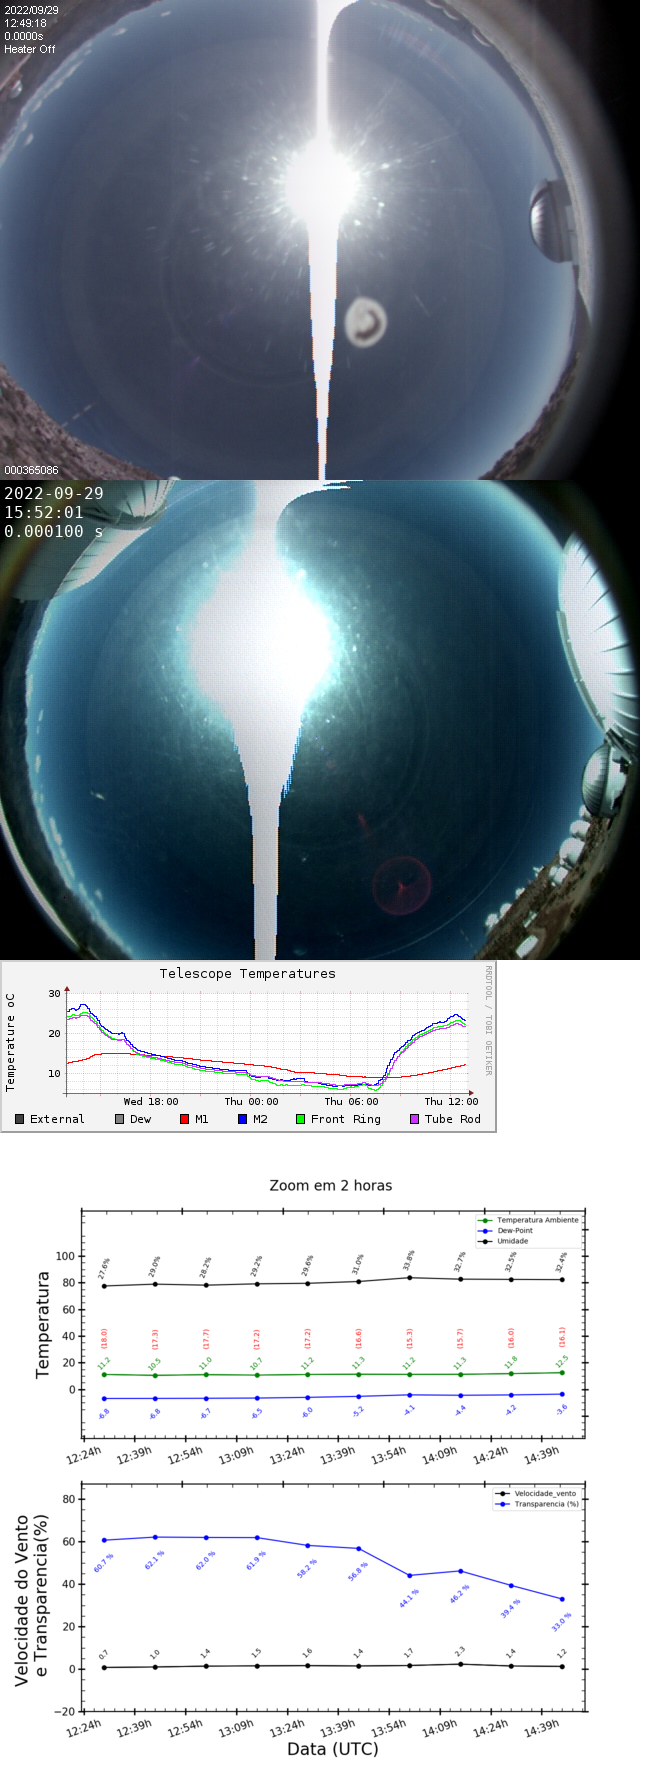 2022/09/29
12:49:18
0.0000s
Heater Off
000365086
2022-09-29
15:52:01
0.000100 s
Telescope Temperatures
Temperature oC
30
20
10
Wed 18:00 Thu 00:00 Thu 06:00 Thu 12:00
External Dew M1 M2 Front Ring Tube Rod
RRDTOOL / TOBI OETIKER
Zoom em 2 horas
Temperatura Ambiente
Dew-Point
Umidade
Temperatura
100
80
60
40
20
0
27.6% 29.0% 28.2% 29.2% 29.6% 31.0% 33.8% 32.7% 32.5% 32.4%
(18.0) (17.3) (17.7) (17.2) (17.2) (16.6) (15.3) (15.7) (16.0) (16.1)
11.2 10.5 11.0 10.7 11.2 11.3 11.2 11.3 11.8 12.5
-6.8 -6.8 -6.7 -6.5 -6.0 -5.2 -4.1 -4.4 -4.2 -3.6
12:24h 12:39h 12:54h 13:09h 13:24h 13:39h 13:54h 14:09h 14:24h 14:39h
Velocidade_vento
Transparencia (%)
Velocidade do Vento
e Transparencia(%)
80
60
40
20
0
−20
60.7 % 62.1 % 62.0 % 61.9 % 58.2 % 56.8 % 44.1 % 46.2 % 39.4 % 33.0 %
0.7 1.0 1.4 1.5 1.6 1.4 1.7 2.3 1.4 1.2
12:24h 12:39h 12:54h 13:09h 13:24h 13:39h 13:54h 14:09h 14:24h 14:39h
Data (UTC)